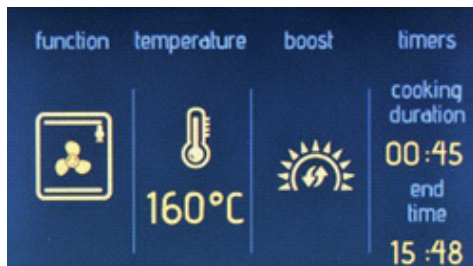 function temperature boost timers
cooking
duration
00:45
160°C
end
time
15:48